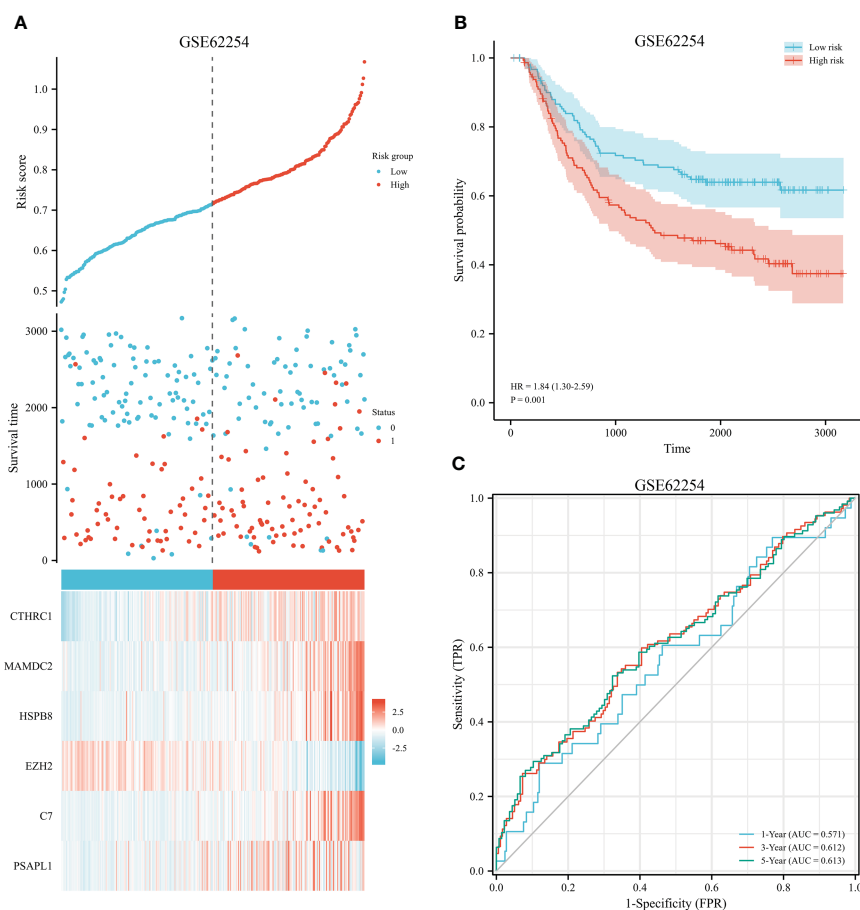 A
GSE62254
Risk score
1.0
0.9
0.8
0.7
0.6
0.5
Risk group
Low
High
Survival time
3000
2000
1000
0
Status
0
1
CTHRC1
MAMDC2
HSPB8
EZH2
C7
PSAPL1
2.5
0.0
-2.5
B
GSE62254
Low risk
High risk
Survival probability
1.0
0.8
0.6
0.4
0.2
0.0
HR = 1.84 (1.30-2.59)
P = 0.001
0
1000
2000
3000
Time
C
GSE62254
Sensitivity (TPR)
1.0
0.8
0.6
0.4
0.2
0.0
1-Year (AUC = 0.571)
3-Year (AUC = 0.612)
5-Year (AUC = 0.613)
0.0
0.2
0.4
0.6
0.8
1.0
1-Specificity (FPR)